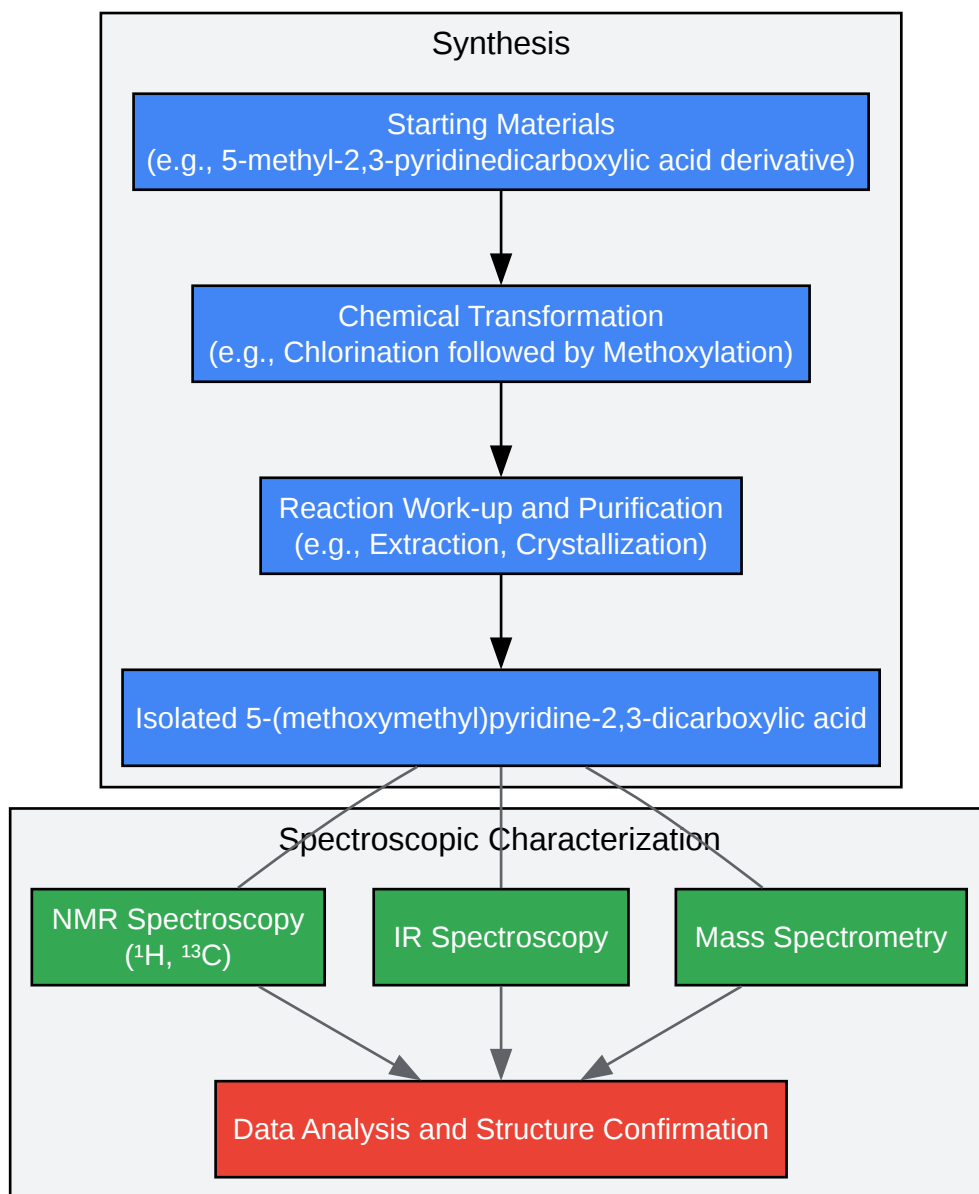 Synthesis
Starting Materials
(e.g., 5-methyl-2,3-pyridinedicarboxylic acid derivative)
Chemical Transformation
(e.g., Chlorination followed by Methoxylation)
Reaction Work-up and Purification
(e.g., Extraction, Crystallization)
Isolated 5-(methoxymethyl)pyridine-2,3-dicarboxylic acid
Spectroscopic Characterization
NMR Spectroscopy
(¹H, ¹³C)
IR Spectroscopy
Mass Spectrometry
Data Analysis and Structure Confirmation